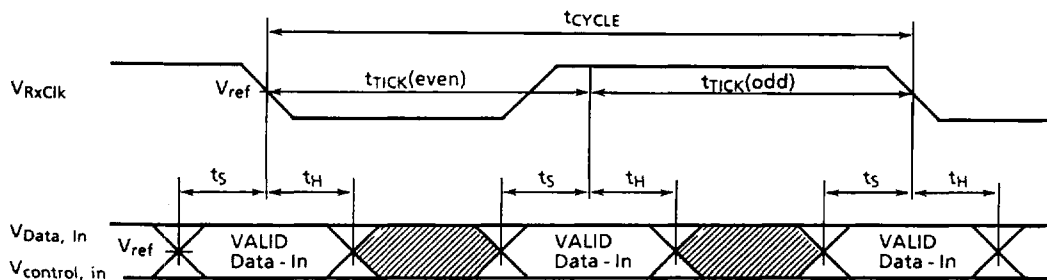 tCYCLE
VRxClk
Vref
tTICK(even)
tTICK(odd)
tS
tH
tS
tH
tS
tH
VData, In
Vref
Vcontrol, in
VALID
Data - In
VALID
Data - In
VALID
Data - In